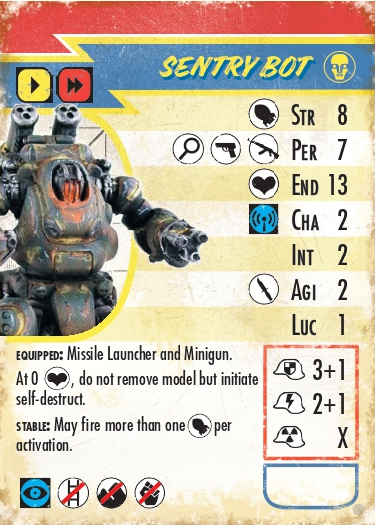 SENTRY BOT
STR 8
PER 7
END 13
CHA 2
INT 2
AGI 2
LUC 1
EQUIPPED: Missile Launcher and Minigun.
At 0 , do not remove model but initiate
self-destruct.
STABLE: May fire more than one per
activation.
3+1
2+1
X